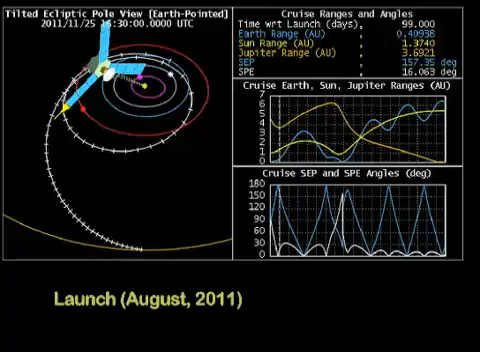 Tilted Ecliptic Pole View [Earth-Pointed]
2011/11/25 16:30:00.0000 UTC
Cruise Ranges and Angles
Time wrt Launch (days), 99.000
Earth Range (AU) , 0.40938
Sun Range (AU) , 1.3740
Jupiter Range (AU) , 3.6921
SEP , 157.35 deg
SPE , 16.063 deg
Cruise Earth, Sun, Jupiter Ranges (AU)
7
6
5
4
3
2
1
0
Cruise SEP and SPE Angles (deg)
180
150
120
90
60
30
0
Launch (August, 2011)